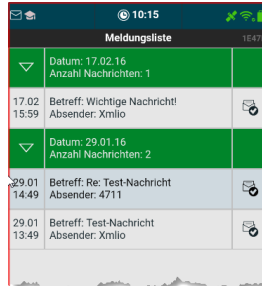 10:15
Meldungsliste
Datum: 17.02.16
Anzahl Nachrichten: 1
17.02 Betreff: Wichtige Nachricht!
15:59 Absender: Xmlio
Datum: 29.01.16
Anzahl Nachrichten: 2
29.01 Betreff: Re: Test-Nachricht
14:49 Absender: 4711
29.01 Betreff: Test-Nachricht
13:49 Absender: Xmlio